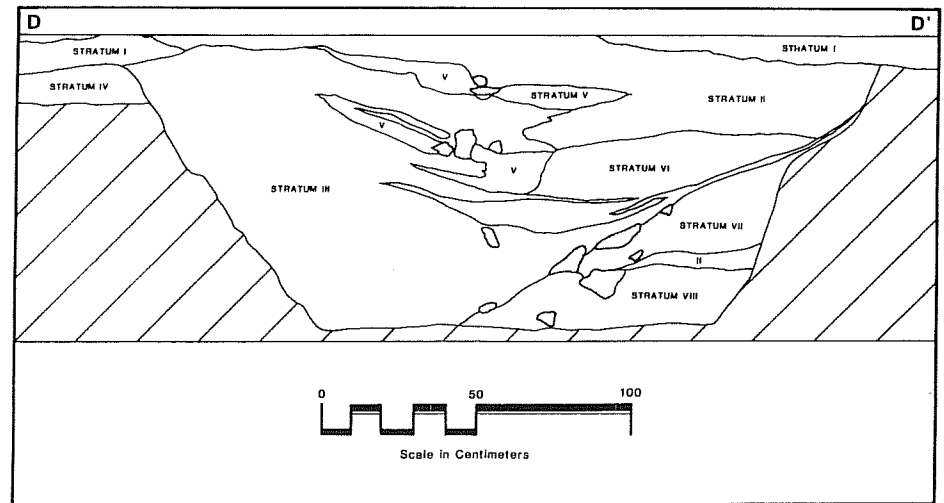 D D'
STRATUM I STHATUM I
STRATUM IV V STRATUM V STRATUM II
V
V STRATUM VI
STRATUM III
STRATUM VII
II
STRATUM VIII
0 50 100
Scale in Centimeters